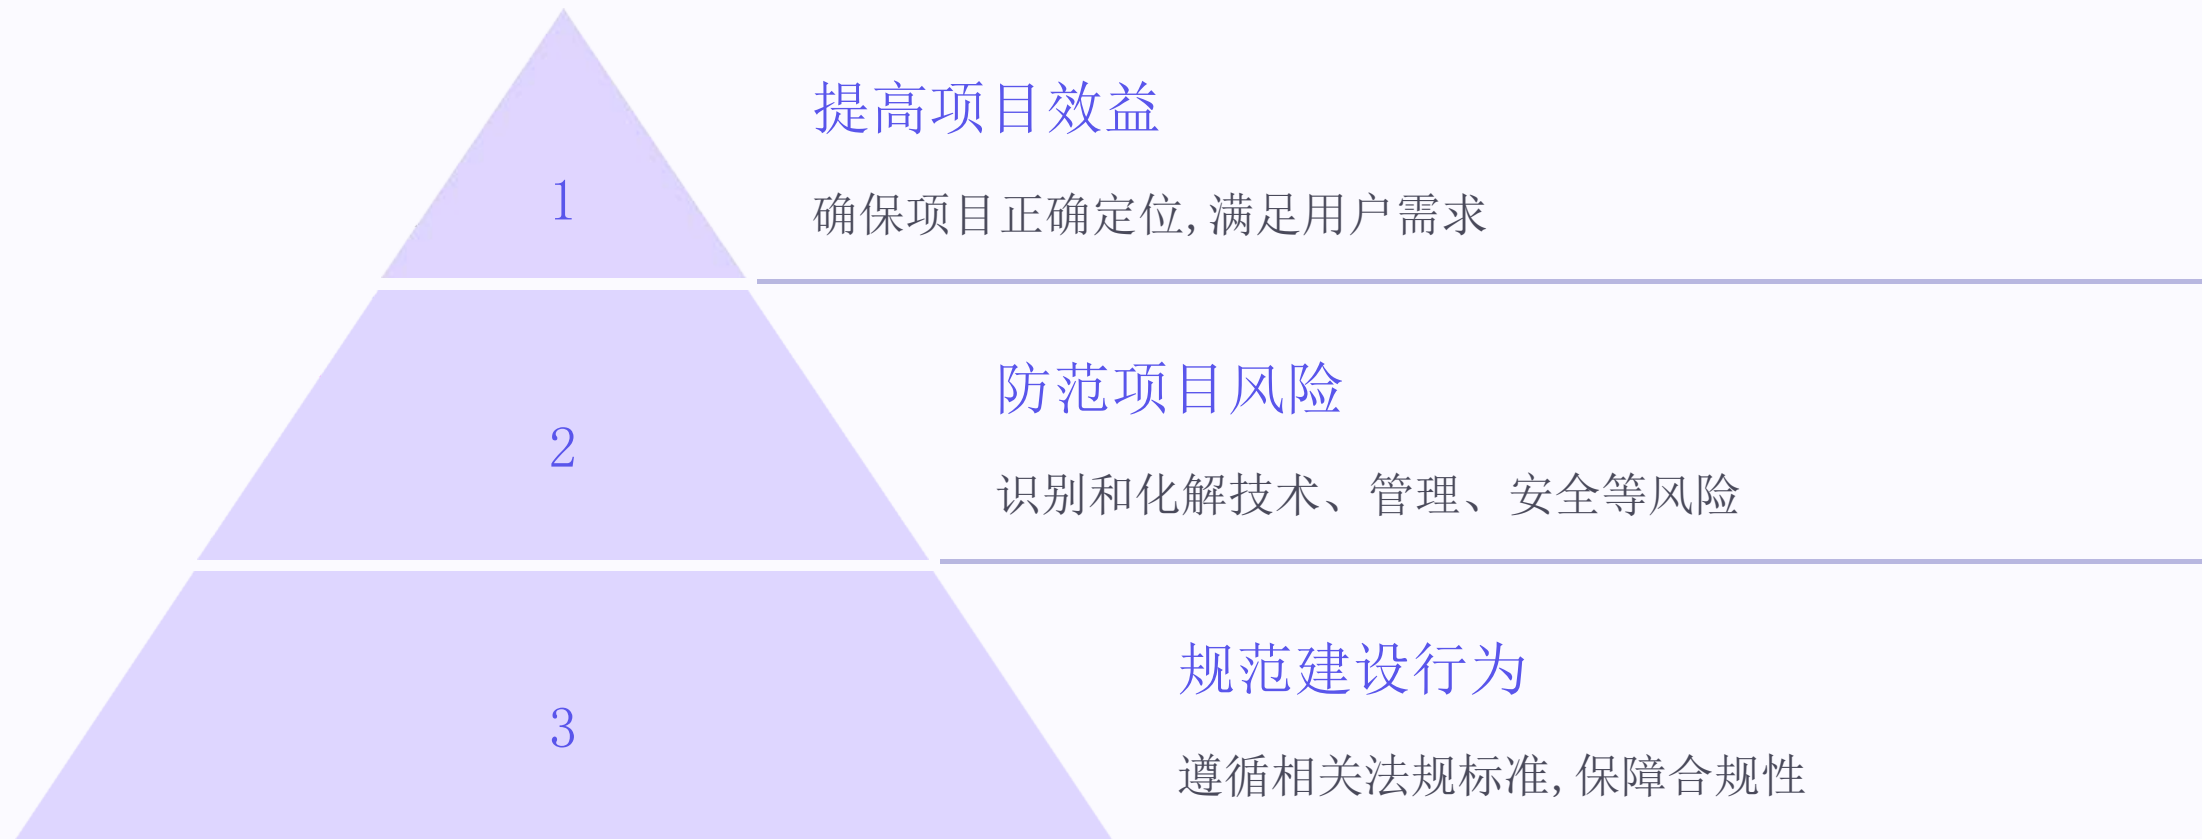 提高项目效益
1
确保项目正确定位,满足用户需求
防范项目风险
2
识别和化解技术、管理、安全等风险
规范建设行为
3
遵循相关法规标准,保障合规性